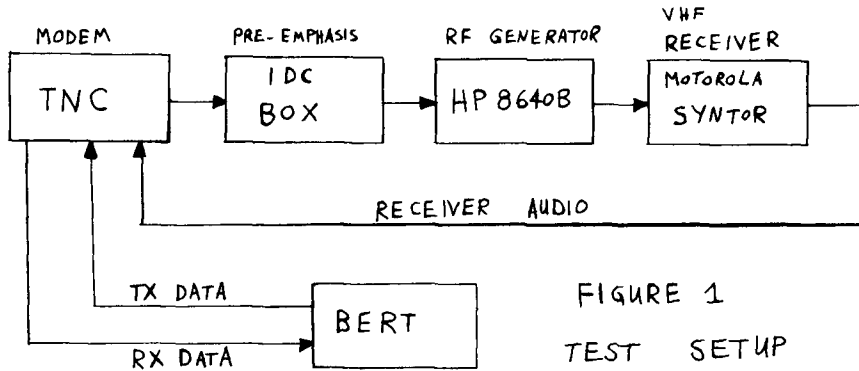 MODEM
TNC
PRE-EMPHASIS
IDC
BOX
RF GENERATOR
HP 8640B
VHF
RECEIVER
MOTOROLA
SYNTOR
RECEIVER AUDIO
TX DATA
RX DATA
BERT
FIGURE 1
TEST SETUP